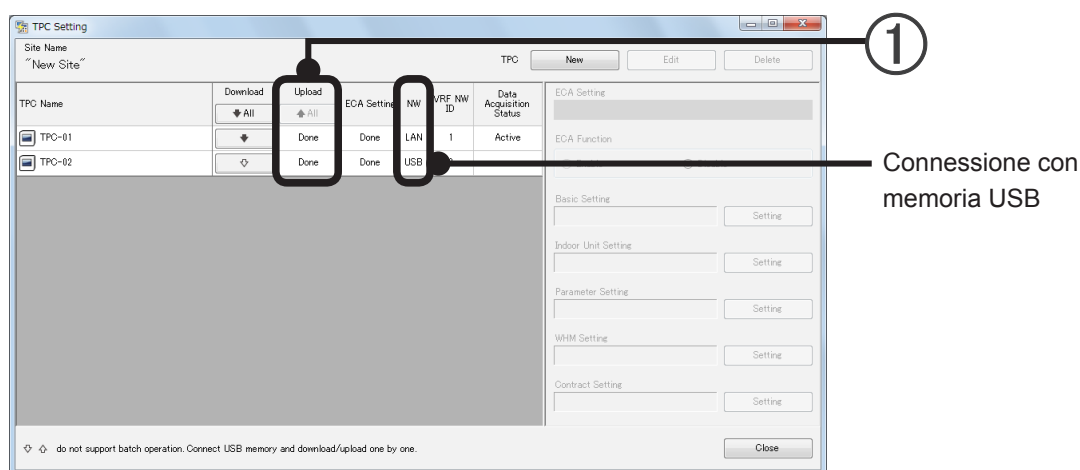 TPC Setting
Site Name
"New Site"
TPC New Edit Delete
TPC Name Download Upload ECA Setting NW VRF NW ID Data Acquisition Status
All All
TPC-01 Done Done LAN 1 Active
TPC-02 Done Done USB
ECA Setting
ECA Function
Basic Setting
Setting
Indoor Unit Setting
Setting
Parameter Setting
Setting
WHM Setting
Setting
Contract Setting
Setting
do not support batch operation. Connect USB memory and download/upload one by one.
Close
1
Connessione con
memoria USB